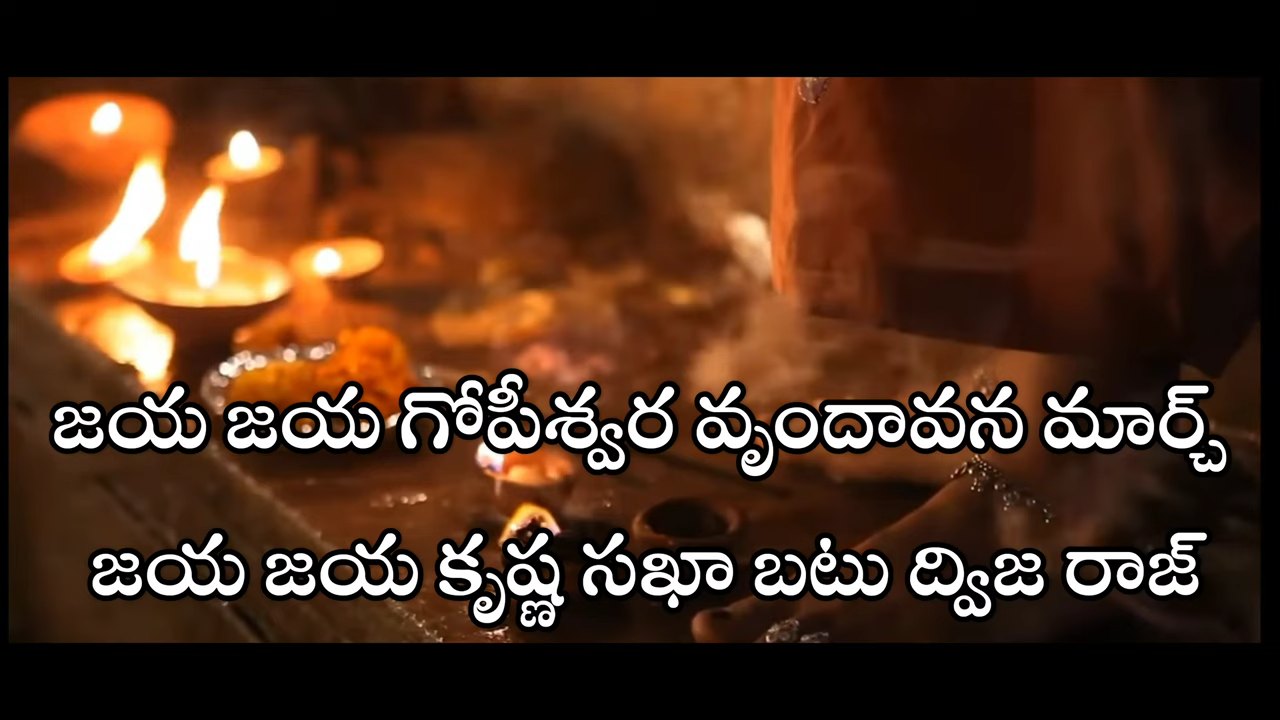 జయ జయ గోపీశ్వర వృందావన మార్చ్
జయ జయ కృష్ణ సఖా బటు ద్విజ రాజ్